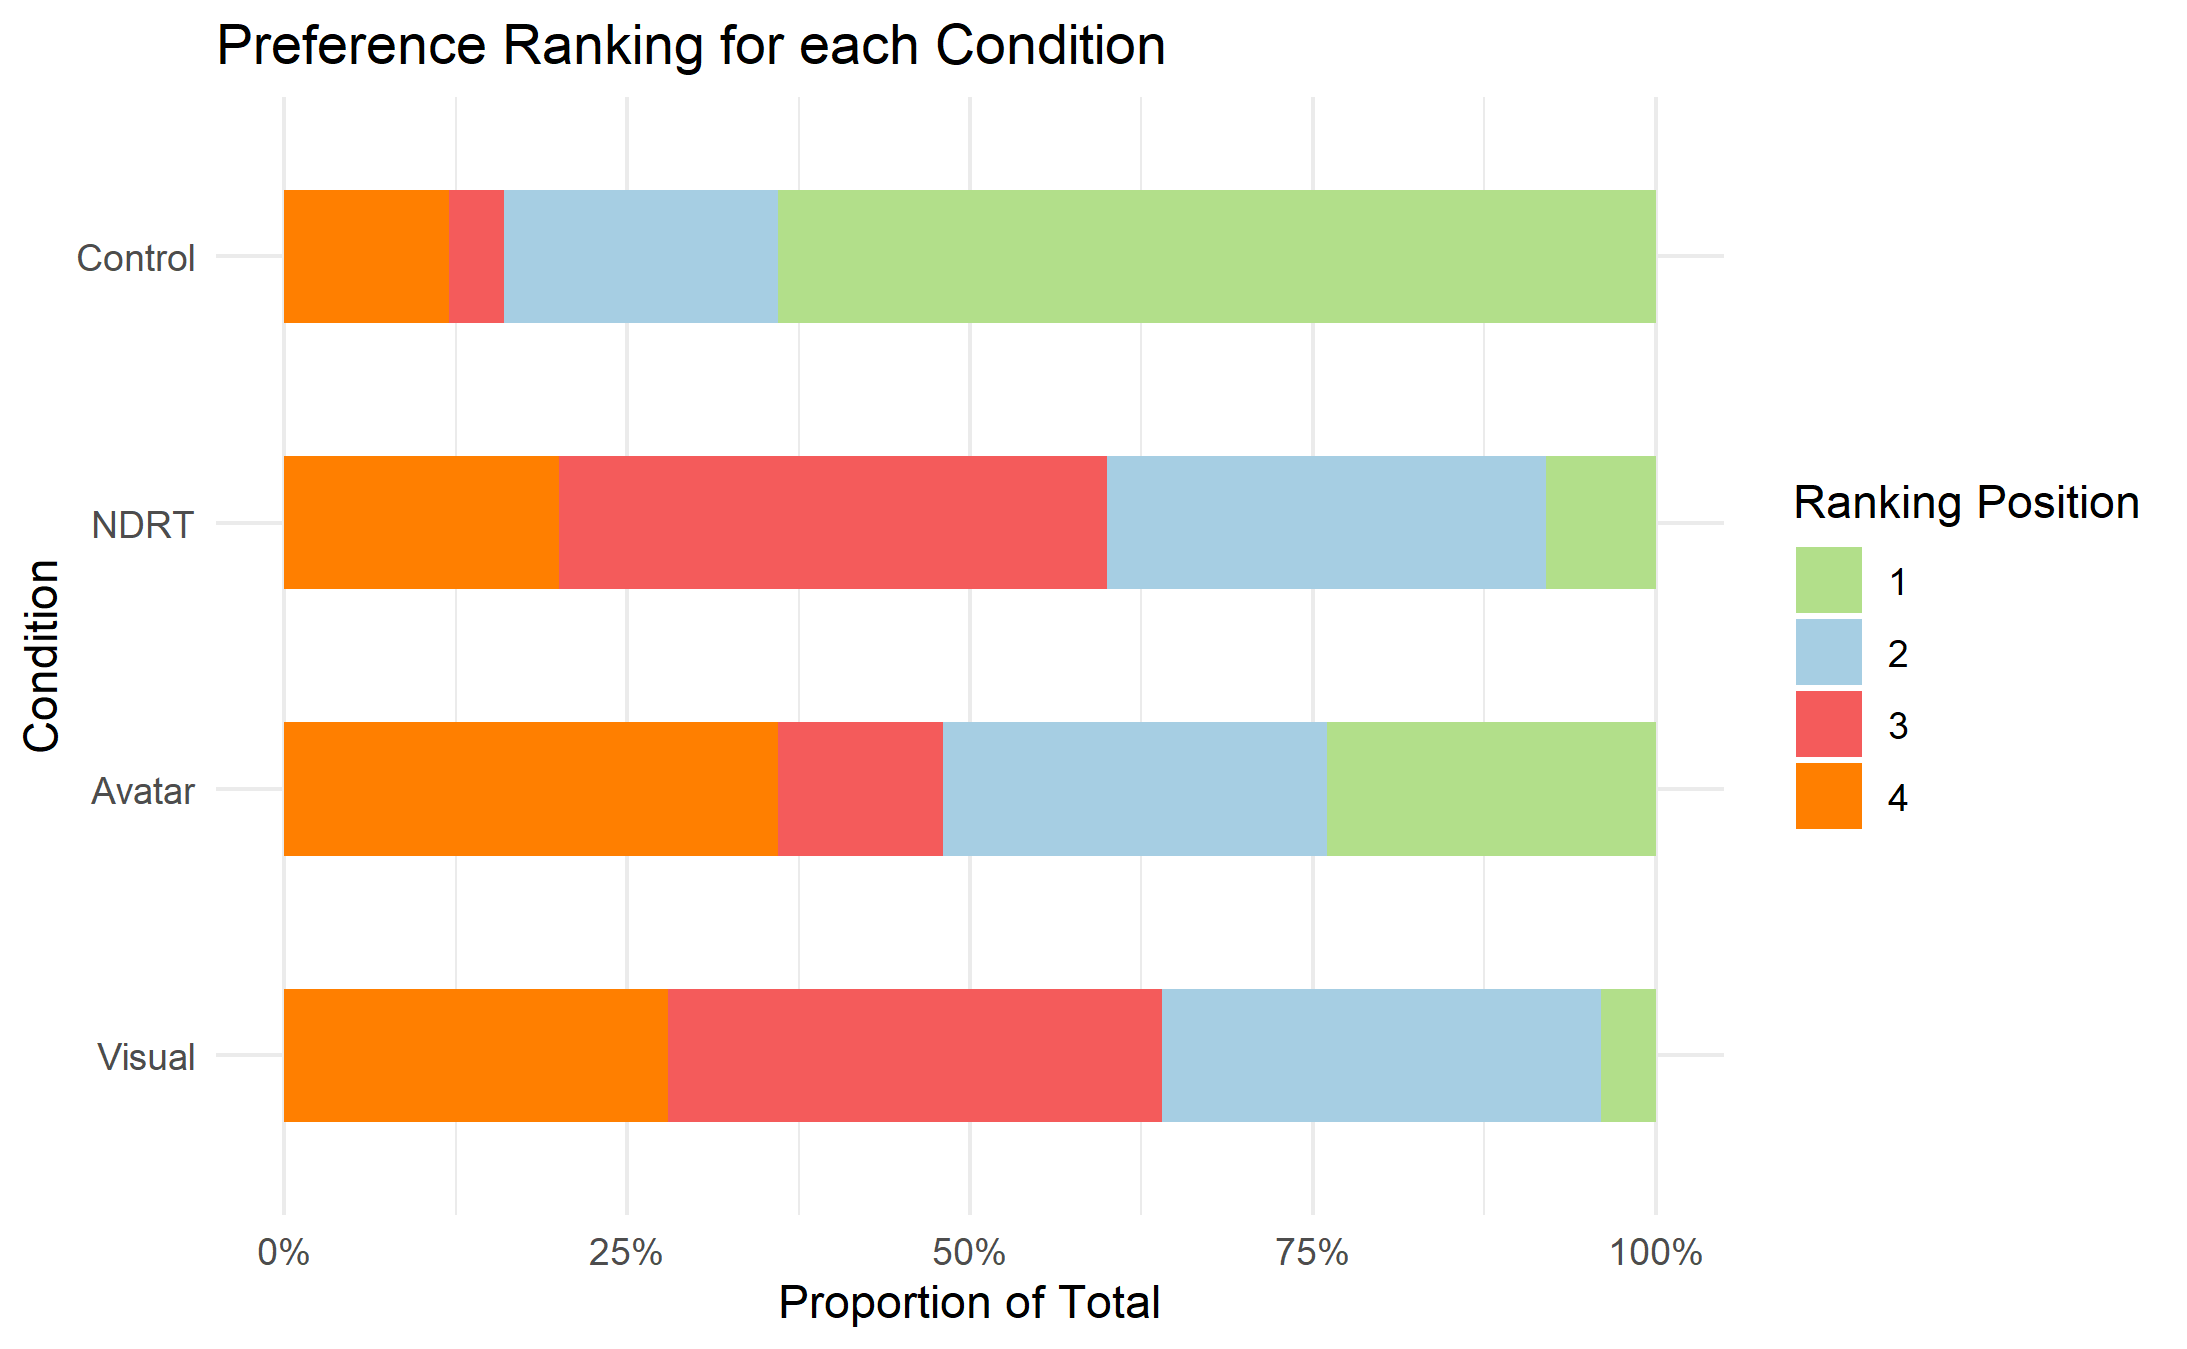 Preference Ranking for each Condition
Control
NDRT
Avatar
Visual
Condition
0%
25%
50%
75%
100%
Proportion of Total
Ranking Position
1
2
3
4